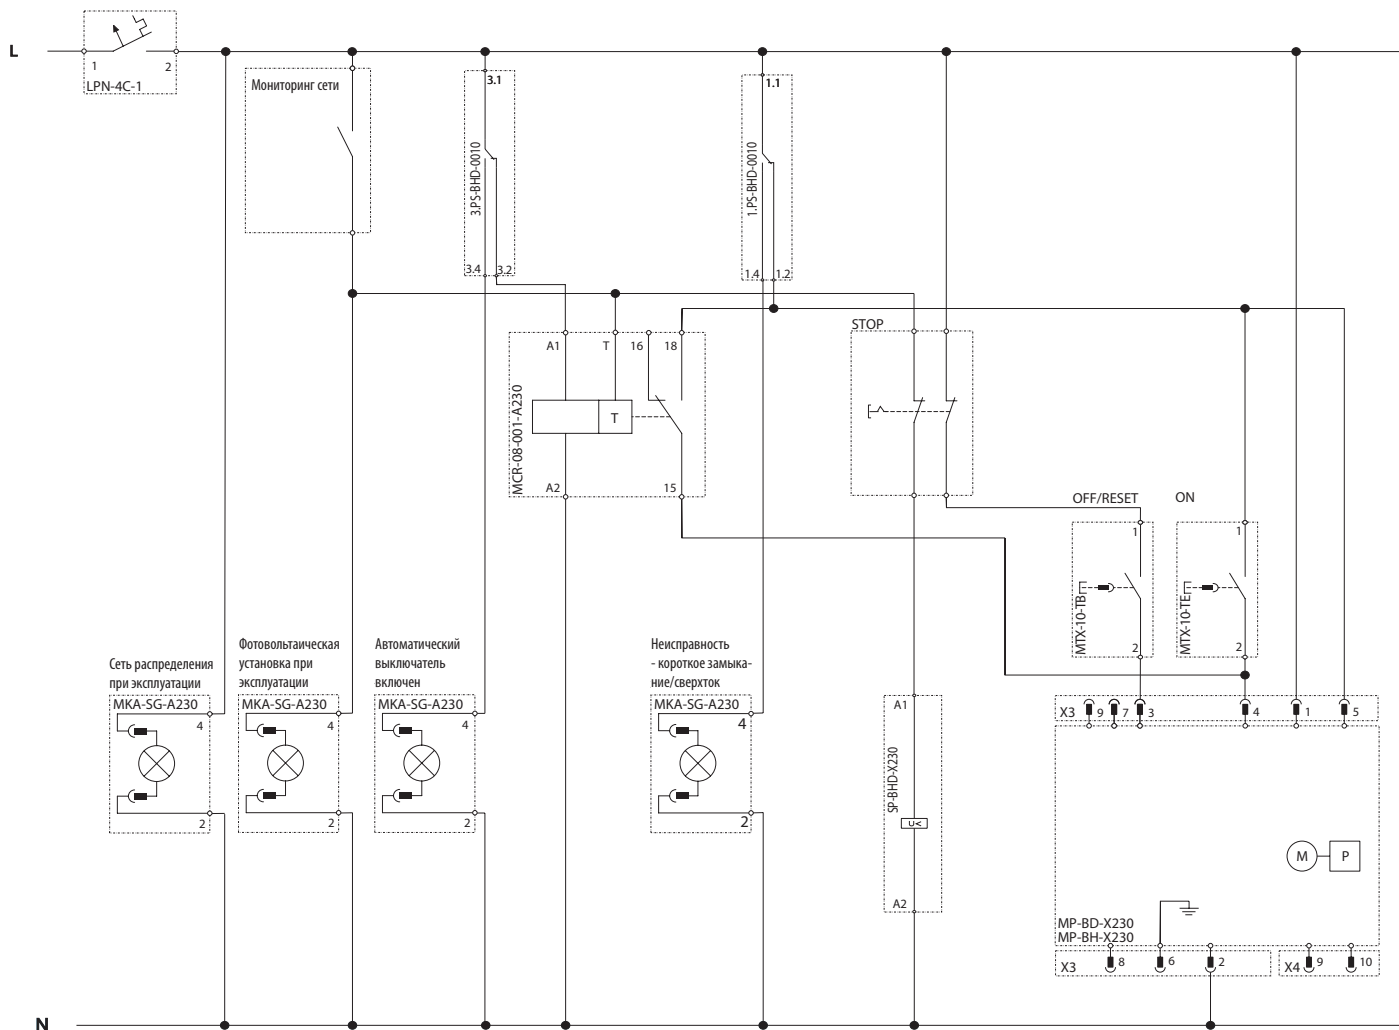 L
1
2
LPN-4C-1
Мониторинг сети
3.1
3.PS-BHD-0010
3.4
3.2
1.1
1.PS-BHD-0010
1.4
1.2
STOP
A1
T
16
18
MCR-08-001-A230
T
A2
15
OFF/RESET
ON
1
MTX-10-TB
2
1
MTX-10-TE
2
Сеть распределения
при эксплуатации
MKA-SG-A230
4
2
Фотовольтаическая
установка при
эксплуатации
MKA-SG-A230
4
2
Автоматический
выключатель
включен
MKA-SG-A230
4
2
Неисправность
- короткое замыка-
ние/сверхток
MKA-SG-A230
4
2
A1
SP-BHD-X230
U<
A2
X3
9
7
3
4
1
5
M
P
MP-BD-X230
MP-BH-X230
X3
8
6
2
X4
9
10
N